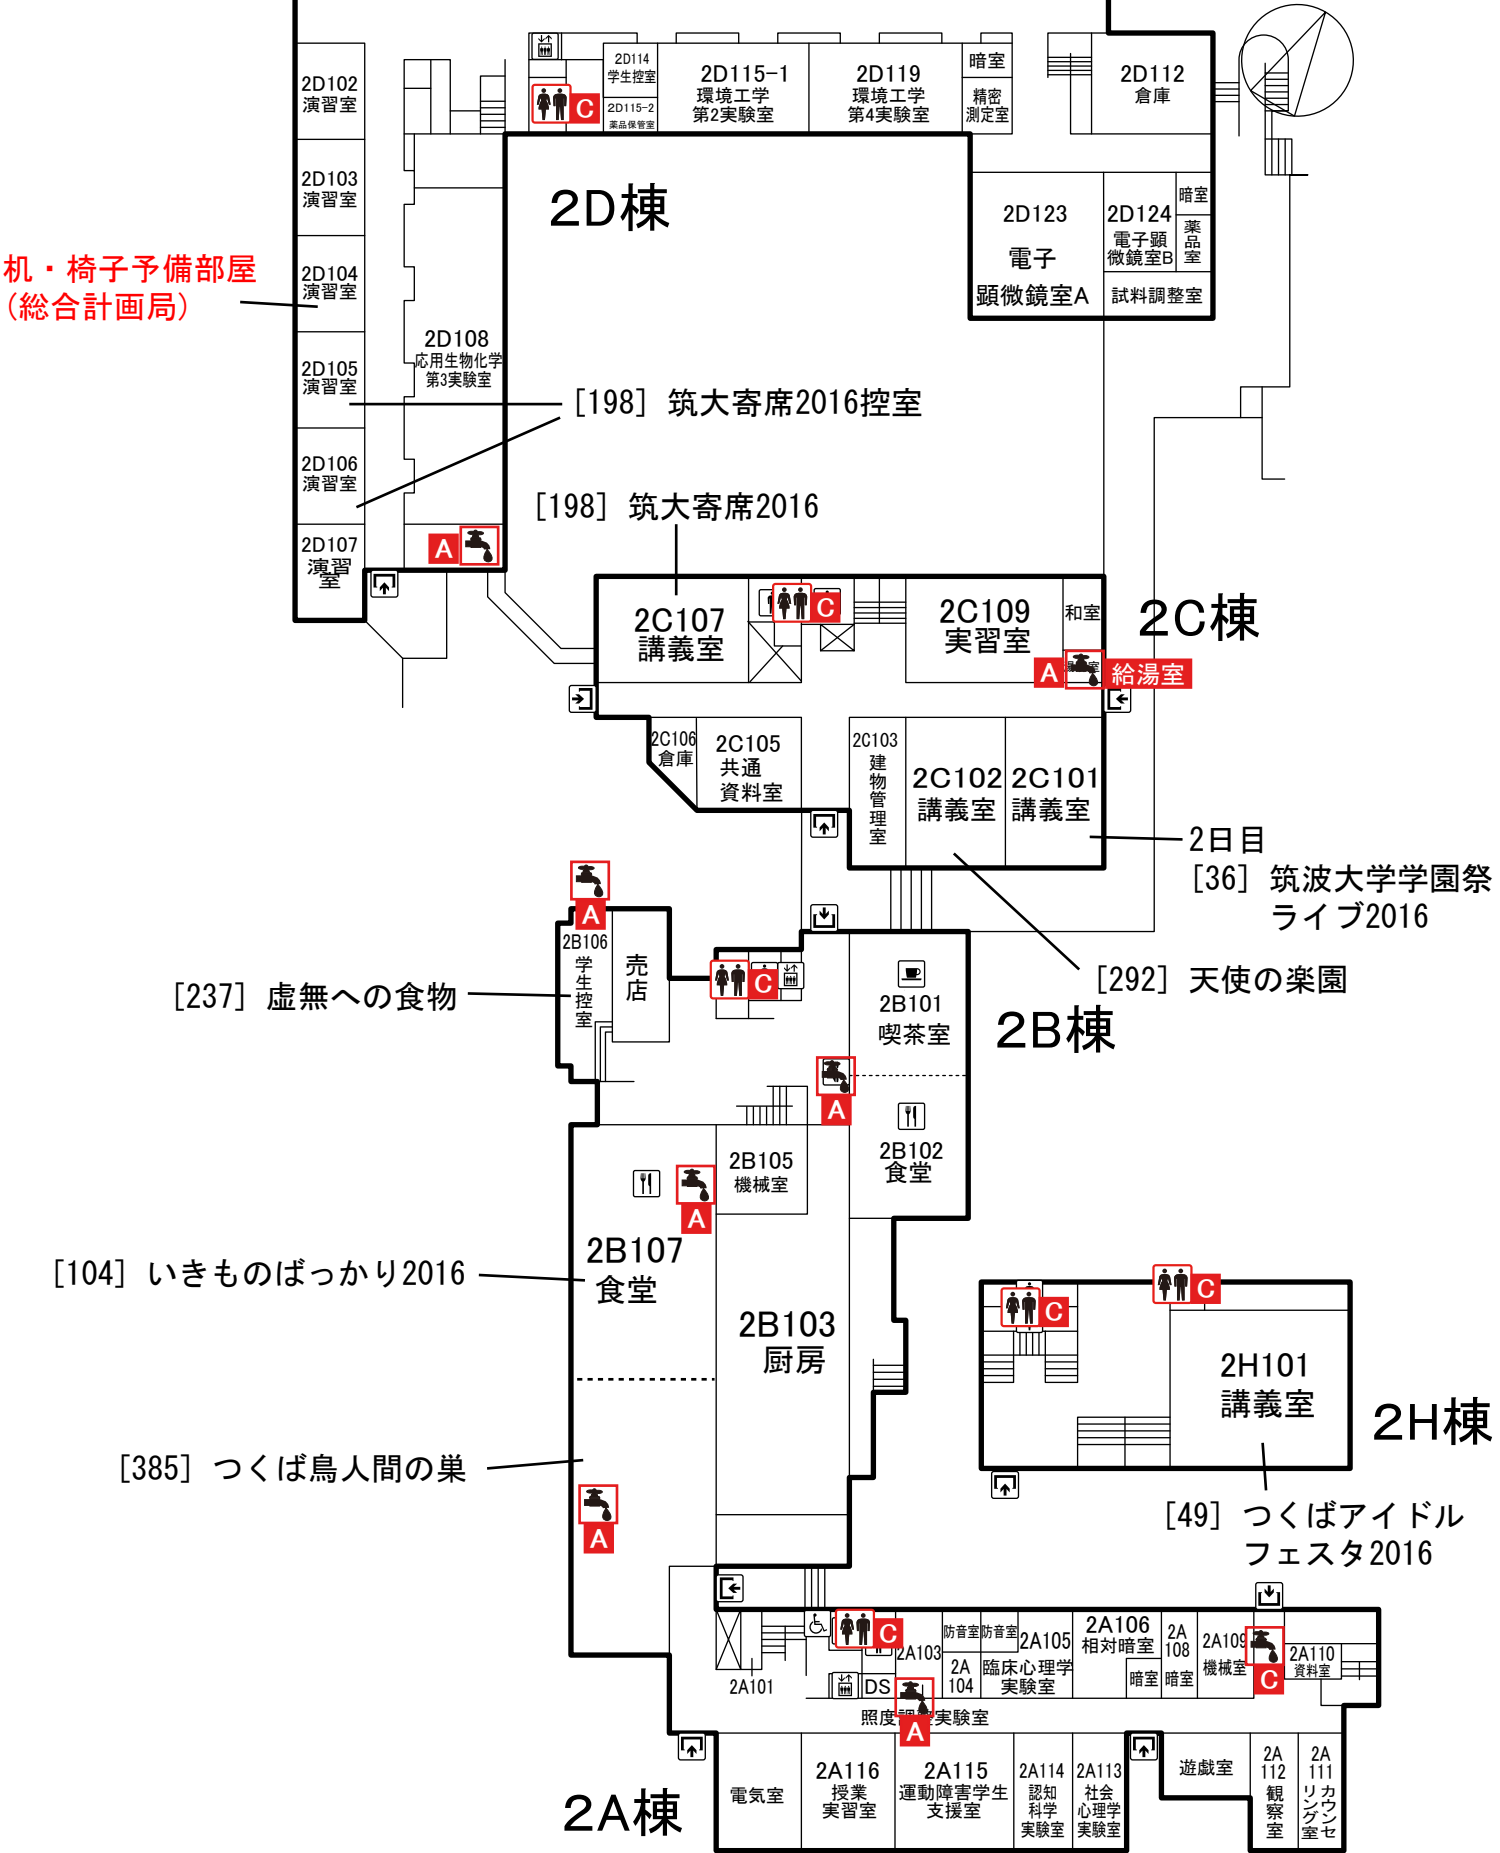 2D102
演習室
2D103
演習室
机・椅子予備部屋
(総合計画局)
2D104
演習室
2D105
演習室
2D106
演習室
2D107
演習
室
2D108
応用生物化学
第3実験室
A
C
2D114
学生控室
2D115-2
薬品保管室
2D115-1
環境工学
第2実験室
2D119
環境工学
第4実験室
暗室
精密
測定室
2D112
倉庫
2D棟
2D123
電子
顕微鏡室A
2D124
電子顕
微鏡室B
暗室
薬品室
試料調整室
[198] 筑大寄席2016控室
[198] 筑大寄席2016
2C107
講義室
C
2C109
実習室
和室
2C棟
A
給湯室
2C106
倉庫
2C105
共通
資料室
2C103
建物管理室
2C102
講義室
2C101
講義室
2日目
[36] 筑波大学学園祭
ライブ2016
[292] 天使の楽園
A
2B106
学生控室
売店
[237] 虚無への食物
C
2B101
喫茶室
2B棟
A
2B102
食堂
2B105
機械室
A
2B107
食堂
[104] いきものばっかり2016
2B103
厨房
[385] つくば鳥人間の巣
A
C
C
2H101
講義室
2H棟
[49] つくばアイドル
フェスタ2016
2A101
C
DS
2A103
防音室
防音室
2A
104
2A105
臨床心理学
実験室
2A106
相対暗室
暗室
2A
108
暗室
2A109
機械室
C
2A110
資料室
照度調整実験室
A
電気室
2A116
授業
実習室
2A115
運動障害学生
支援室
2A114
認知
科学
実験室
2A113
社会
心理学
実験室
遊戯室
2A
112
観察室
2A
111
カウンセ
リング室
2A棟